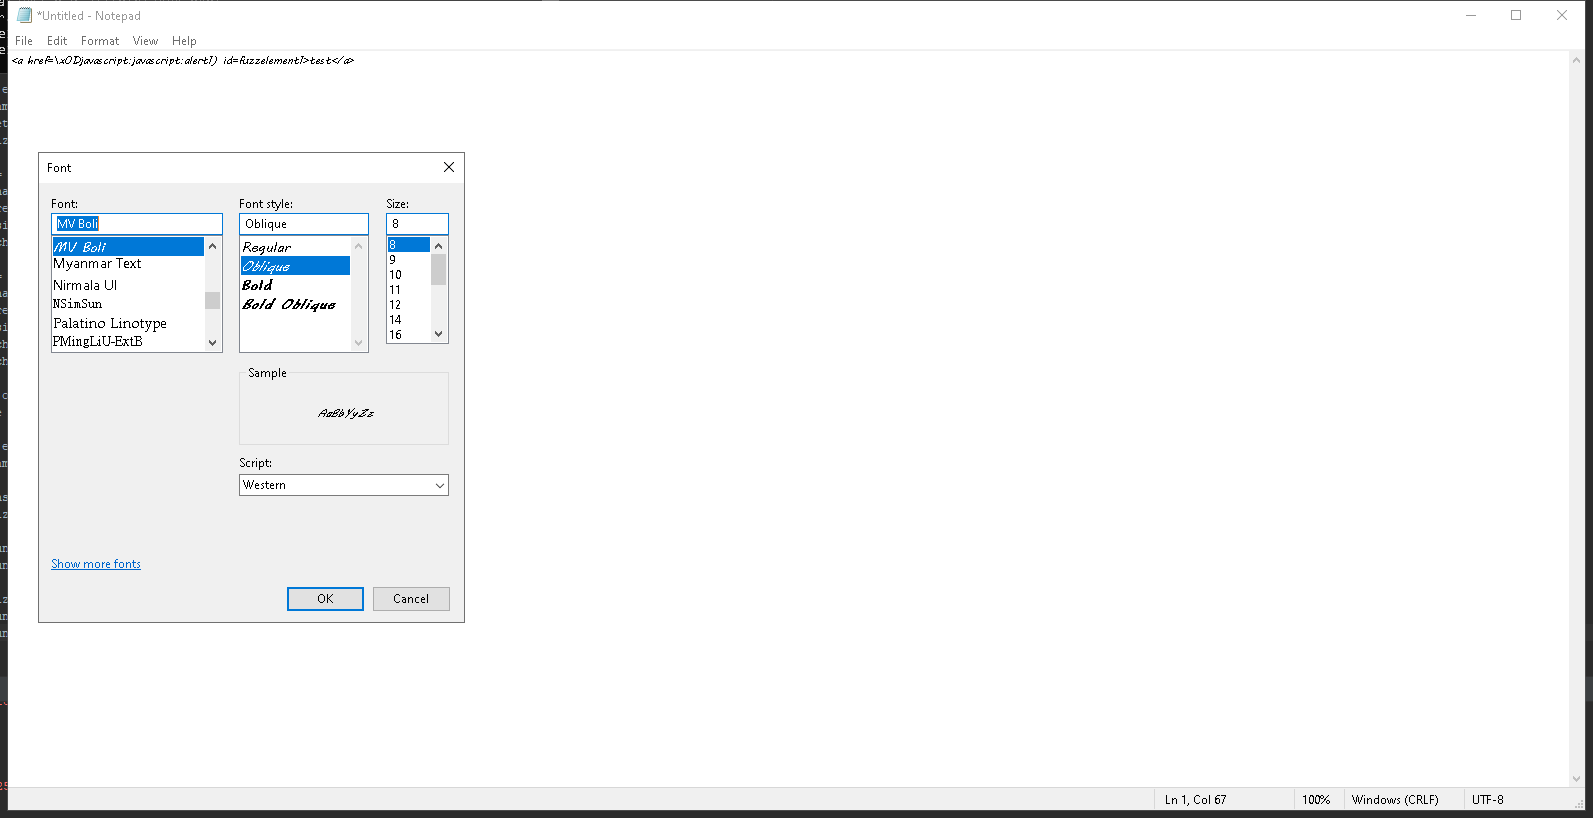 *Untitled - Notepad
File Edit Format View Help
<a href=\x0Djavascript:javascript:alert1) id=fuzzelement1>test</a>
Font
Font: Font style: Size:
MV Boli Oblique 8
MV Boli
Myanmar Text
Nirmala UI
NSimSun
Palatino Linotype
PMingLiU-ExtB
Regular
Oblique
Bold
Bold Oblique
8
9
10
11
12
14
16
Sample
AaBbYyZz
Script:
Western
Show more fonts
OK Cancel
Ln 1, Col 67 100% Windows (CRLF) UTF-8